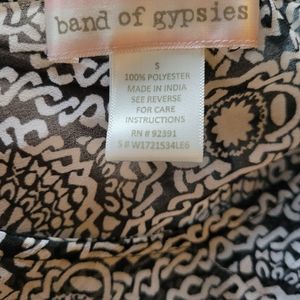 band of gypsies
S
100% POLYESTER
MADE IN INDIA
SEE REVERSE
FOR CARE
INSTRUCTIONS
RN # 92391
S # W1721534LE6